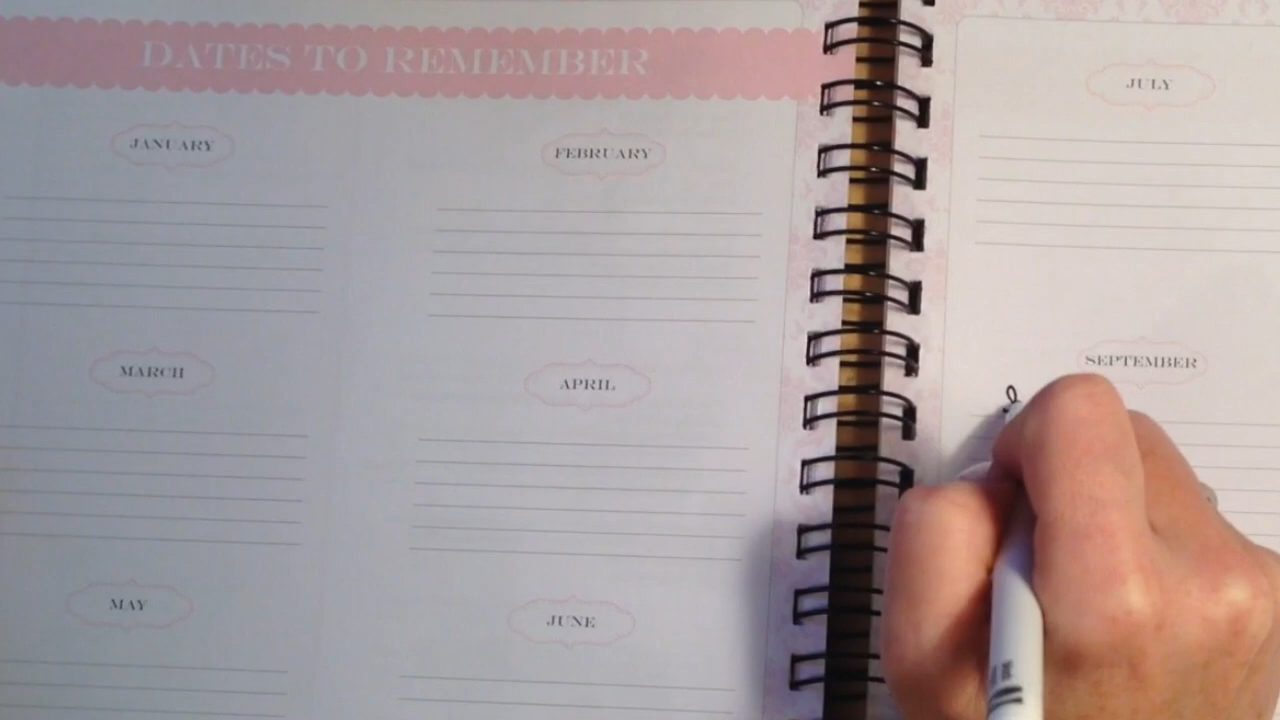 DATES TO REMEMBER
JANUARY
FEBRUARY
MARCH
APRIL
MAY
JUNE
JULY
SEPTEMBER